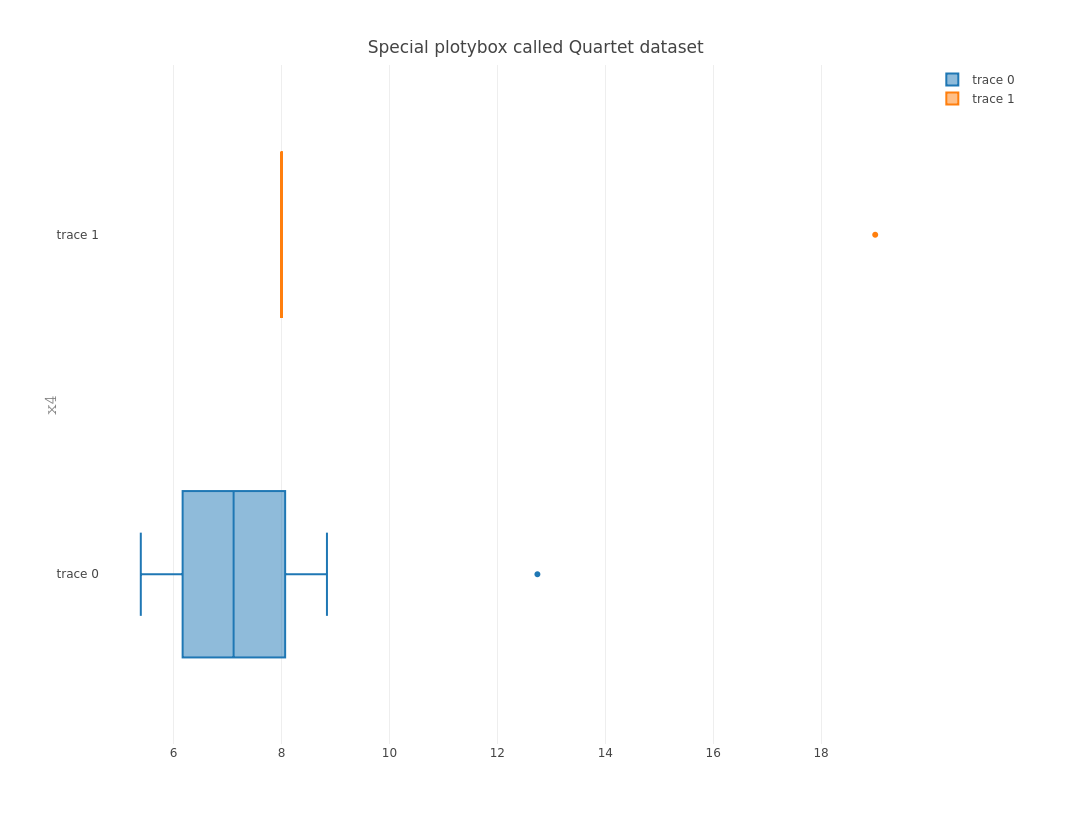 Special plotybox called Quartet dataset
trace 0
trace 1
trace 1
x4
trace 0
6 8 10 12 14 16 18